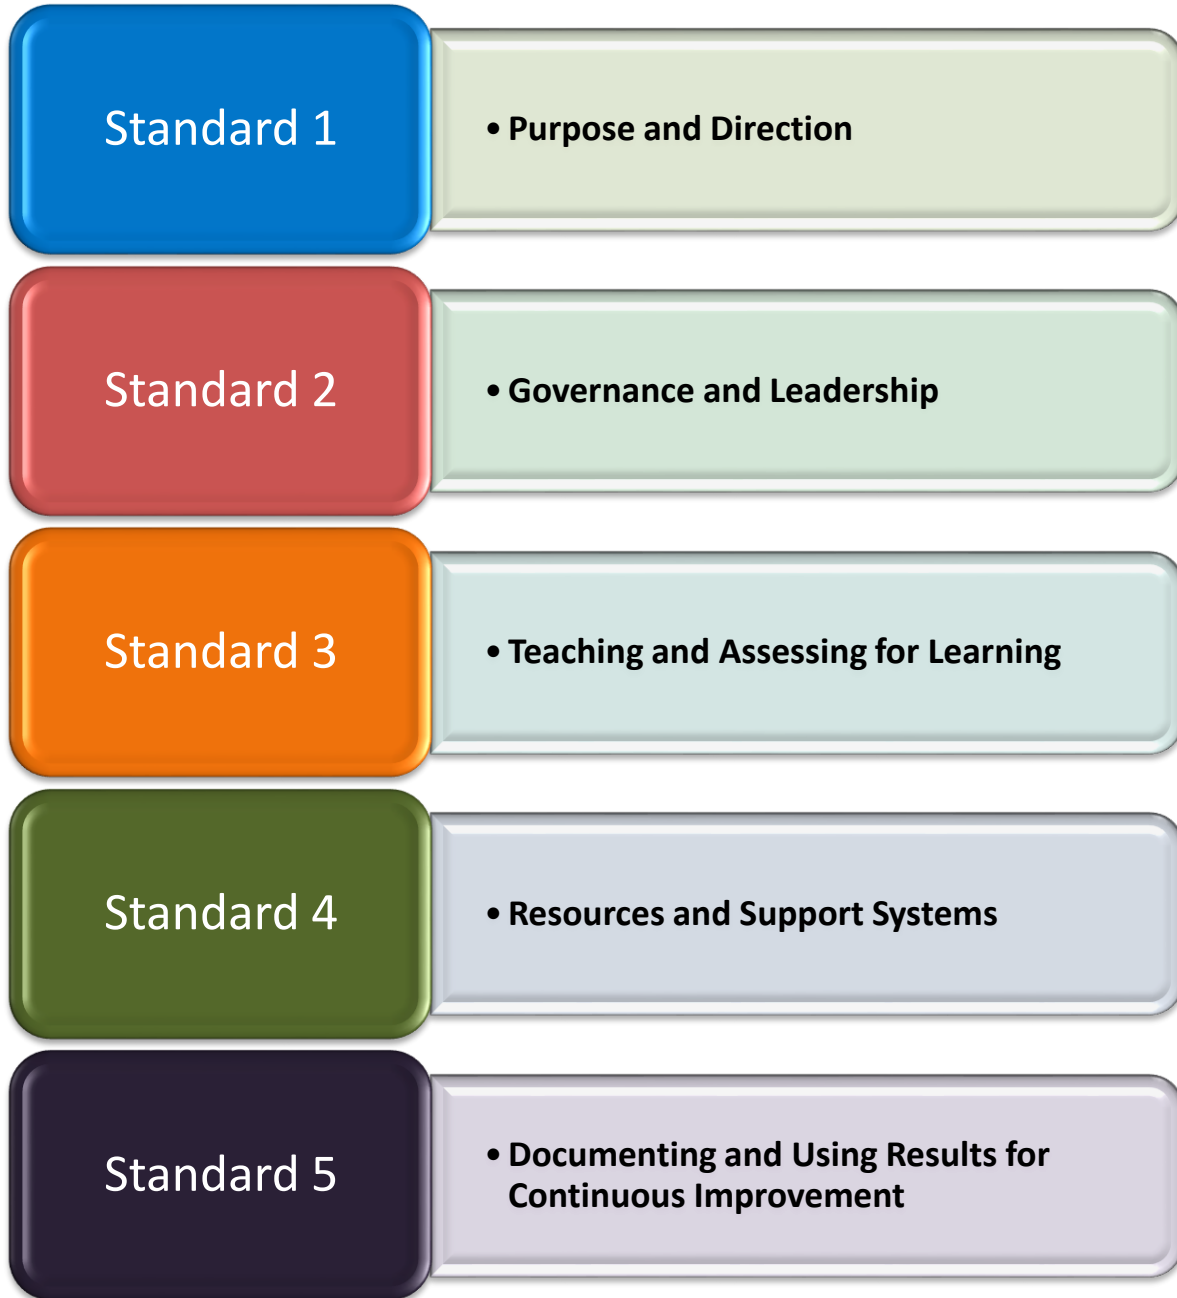 Standard 1
• Purpose and Direction
Standard 2
• Governance and Leadership
Standard 3
• Teaching and Assessing for Learning
Standard 4
• Resources and Support Systems
Standard 5
• Documenting and Using Results for
Continuous Improvement